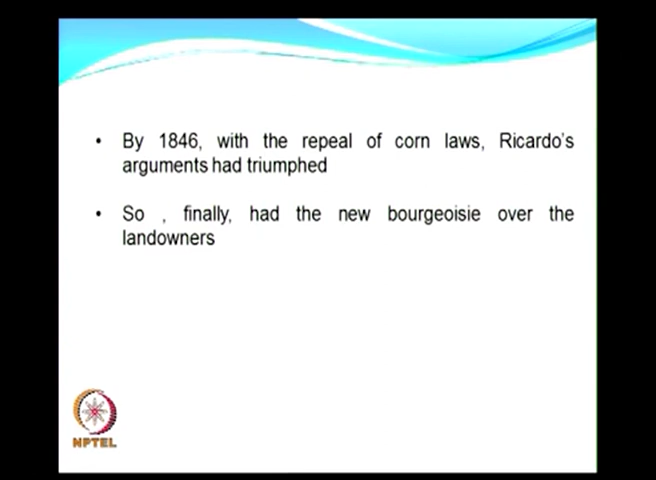 • By 1846, with the repeal of corn laws, Ricardo's
arguments had triumphed
• So , finally, had the new bourgeoisie over the
landowners
NPTEL